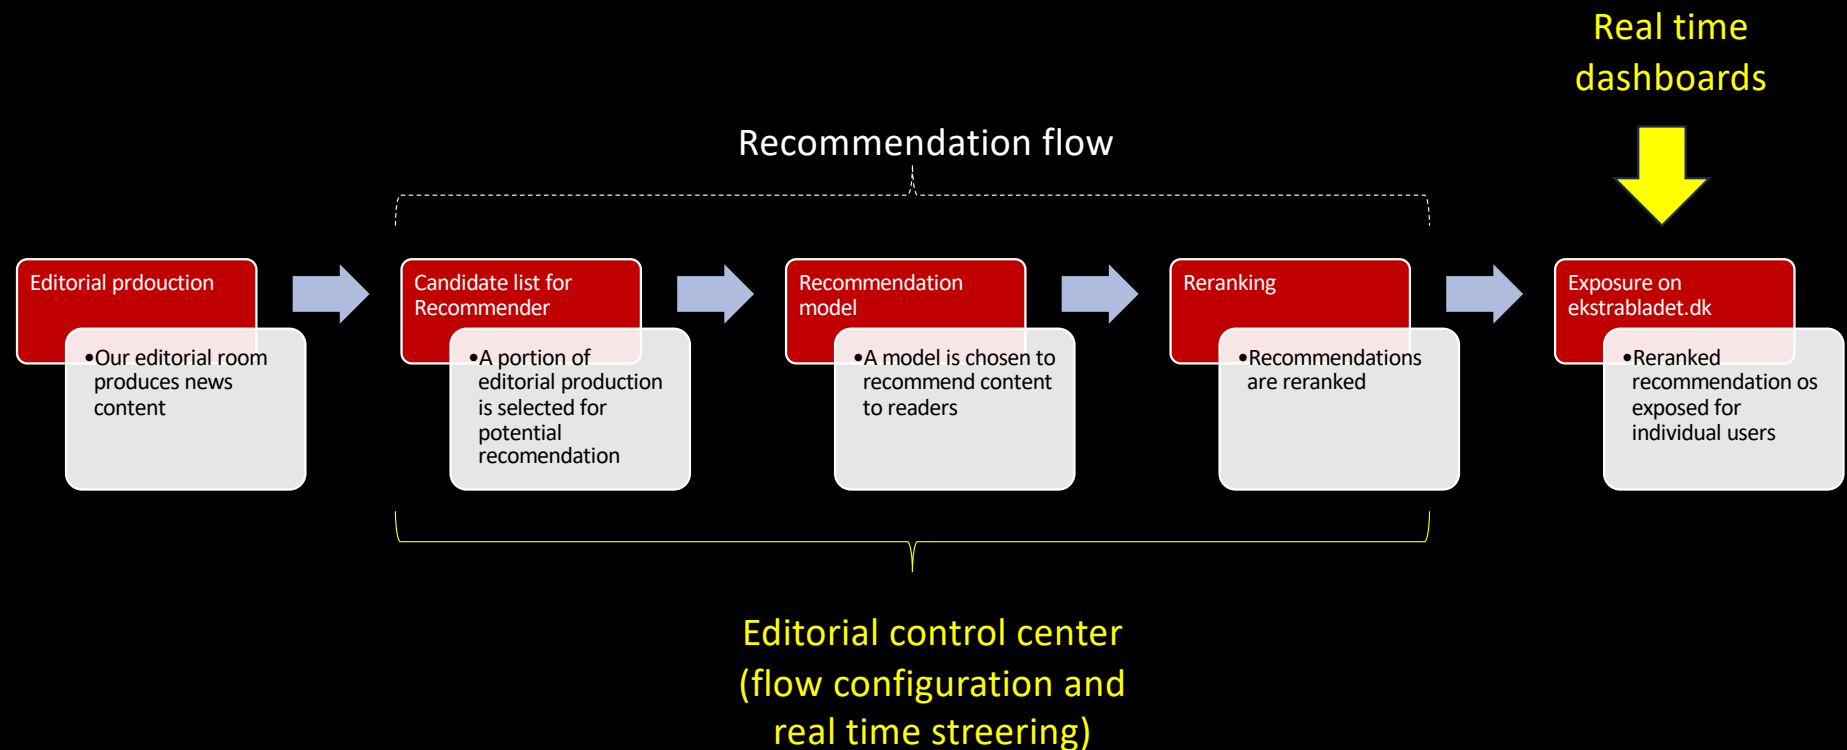 Real time
dashboards
Recommendation flow
Editorial prdouction
•Our editorial room
produces news
content
Candidate list for
Recommender
•A portion of
editorial production
is selected for
potential
recomendation
Recommendation
model
•A model is chosen to
recommend content
to readers
Reranking
•Recommendations
are reranked
Exposure on
ekstrabladet.dk
•Reranked
recommendation os
exposed for
individual users
Editorial control center
(flow configuration and
real time streering)